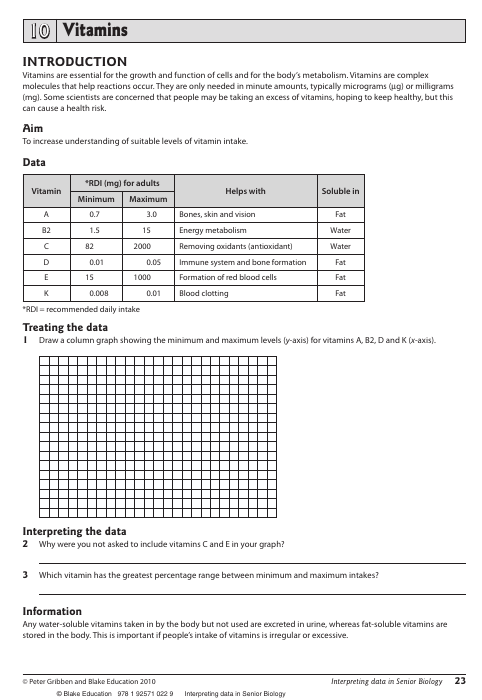 10 Vitamins
INTRODUCTION
Vitamins are essential for the growth and function of cells and for the body's metabolism. Vitamins are complex
molecules that help reactions occur. They are only needed in minute amounts, typically micrograms (µg) or milligrams
(mg). Some scientists are concerned that people may be taking an excess of vitamins, hoping to keep healthy, but this
can cause a health risk.
Aim
To increase understanding of suitable levels of vitamin intake.
Data
Vitamin *RDI (mg) for adults Helps with Soluble in
Minimum Maximum
A 0.7 3.0 Bones, skin and vision Fat
B2 1.5 15 Energy metabolism Water
C 82 2000 Removing oxidants (antioxidant) Water
D 0.01 0.05 Immune system and bone formation Fat
E 15 1000 Formation of red blood cells Fat
K 0.008 0.01 Blood clotting Fat
*RDI = recommended daily intake
Treating the data
1 Draw a column graph showing the minimum and maximum levels (y-axis) for vitamins A, B2, D and K (x-axis).
Interpreting the data
2 Why were you not asked to include vitamins C and E in your graph?
3 Which vitamin has the greatest percentage range between minimum and maximum intakes?
Information
Any water-soluble vitamins taken in by the body but not used are excreted in urine, whereas fat-soluble vitamins are
stored in the body. This is important if people's intake of vitamins is irregular or excessive.
© Peter Gribben and Blake Education 2010 Interpreting data in Senior Biology 23
© Blake Education 978 1 92571 022 9 Interpreting data in Senior Biology